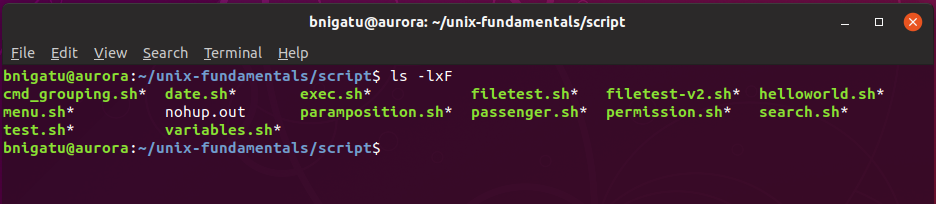 bnigatu@aurora: ~/unix-fundamentals/script
File Edit View Search Terminal Help
bnigatu@aurora:~/unix-fundamentals/script$ ls -lxF
cmd_grouping.sh* date.sh* exec.sh* filetest.sh* filetest-v2.sh* helloworld.sh*
menu.sh* nohup.out paramposition.sh* passenger.sh* permission.sh* search.sh*
test.sh* variables.sh*
bnigatu@aurora:~/unix-fundamentals/script$